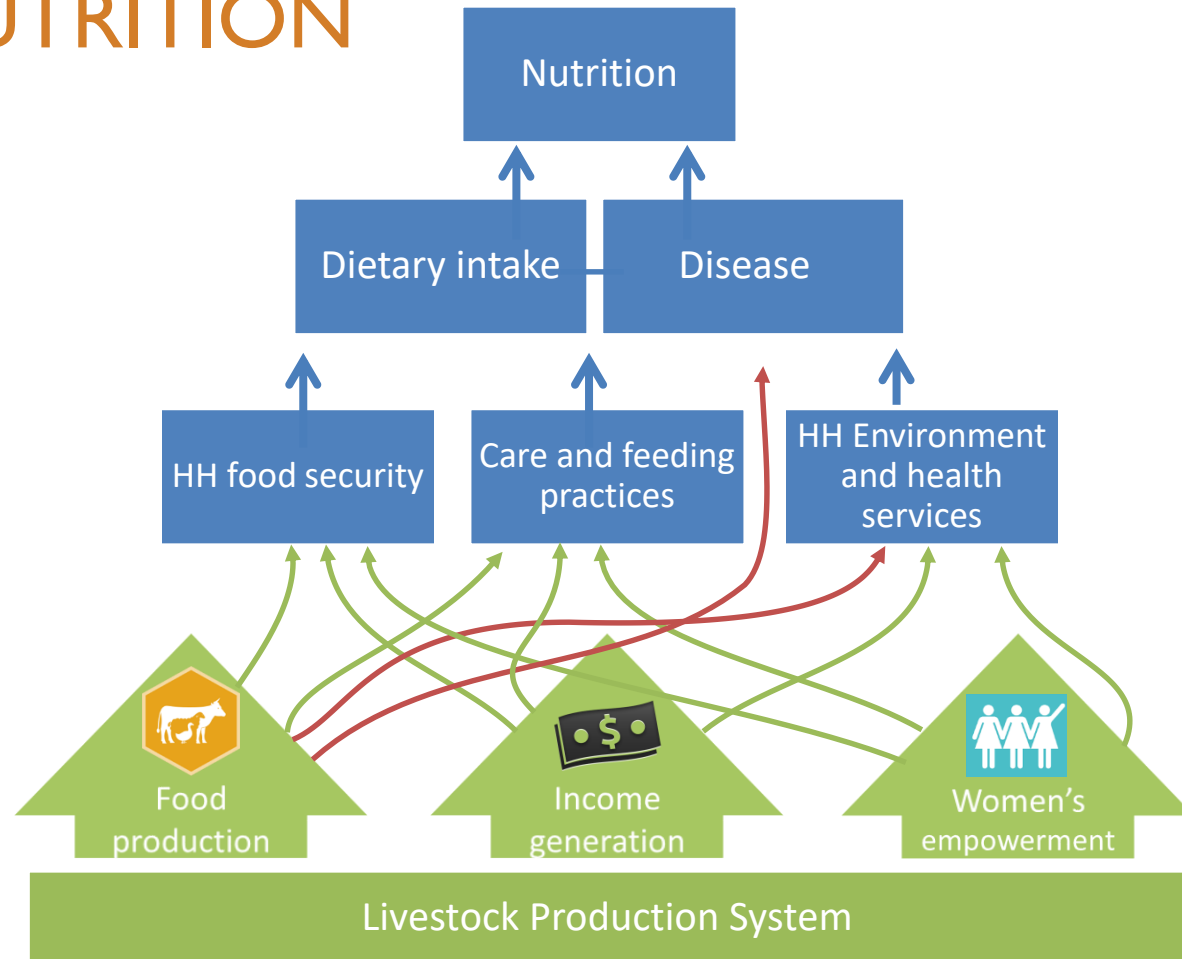 UTRITION
Nutrition
Dietary intake
Disease
HH food security
Care and feeding
practices
HH Environment
and health
services
$
Food
production
Income
generation
Women's
empowerment
Livestock Production System